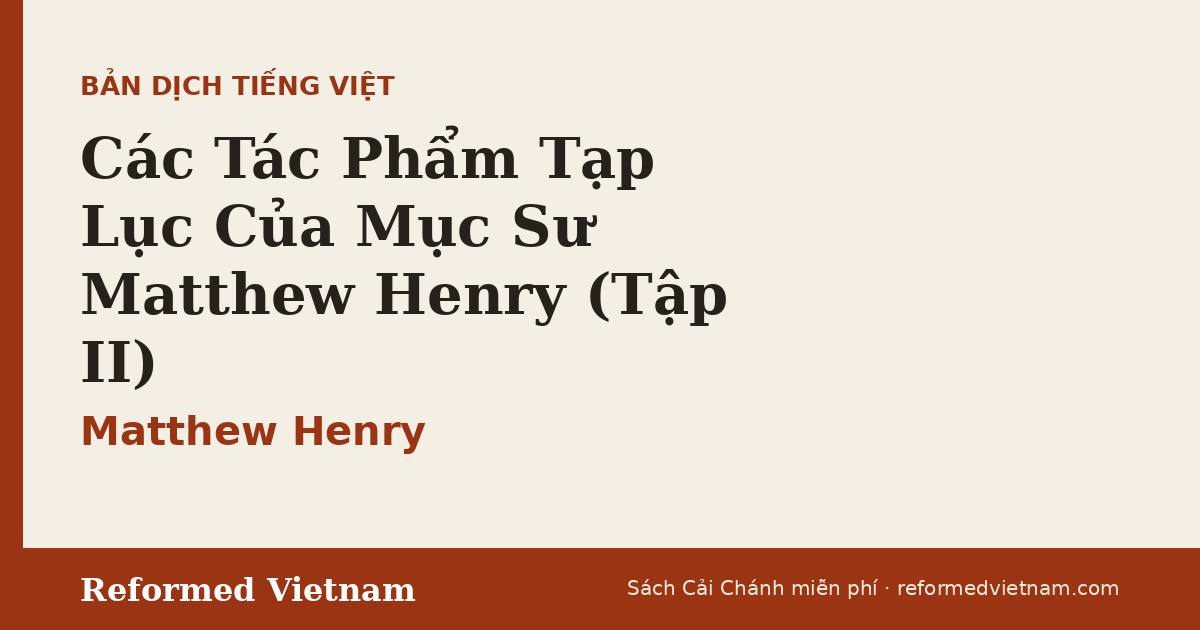 BẢN DỊCH TIẾNG VIỆT
Các Tác Phẩm Tạp
Lục Của Mục Sư
Matthew Henry (Tập
II)
Matthew Henry
Reformed Vietnam
Sách Cải Chánh miễn phí · reformedvietnam.com